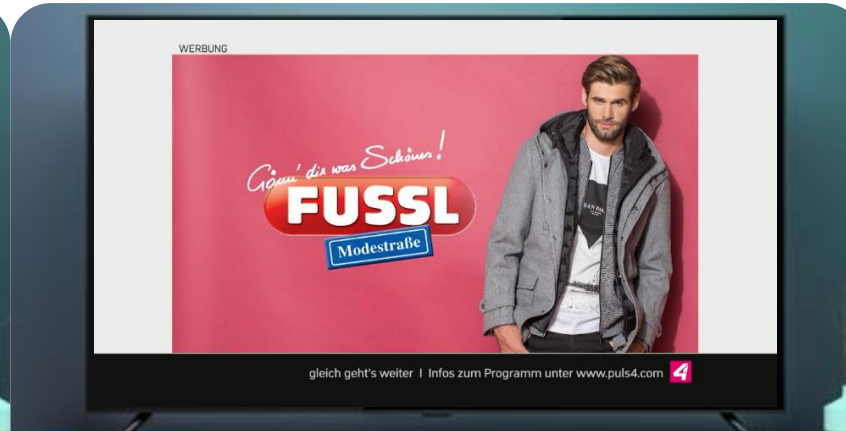 WERBUNG
Gönn' dir was Schönes!
FUSSL
Modestraße
gleich geht's weiter I Infos zum Programm unter www.puls4.com 4